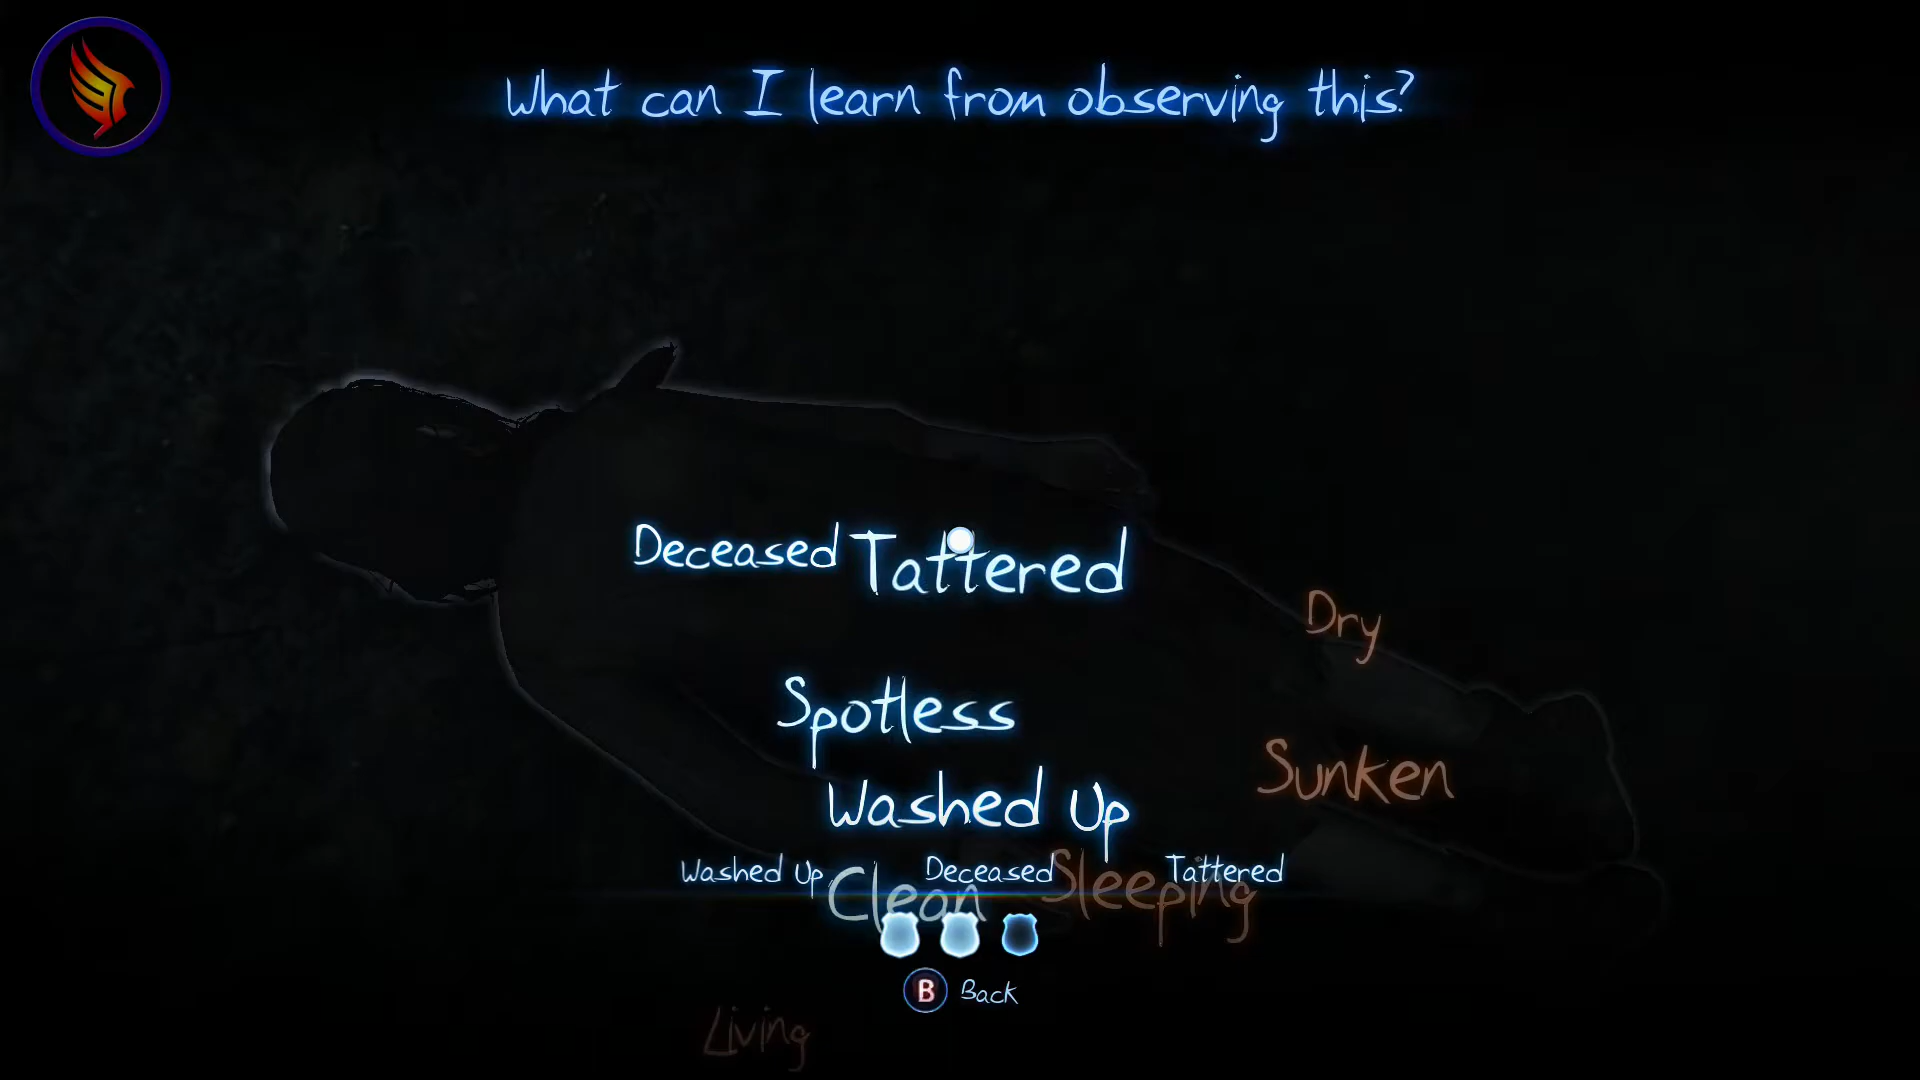 What can I learn from observing this?
Deceased Tattered
Dry
Spotless
Sunken
Washed Up
Washed Up Deceased Tattered
Clean Sleeping
B Back
Living